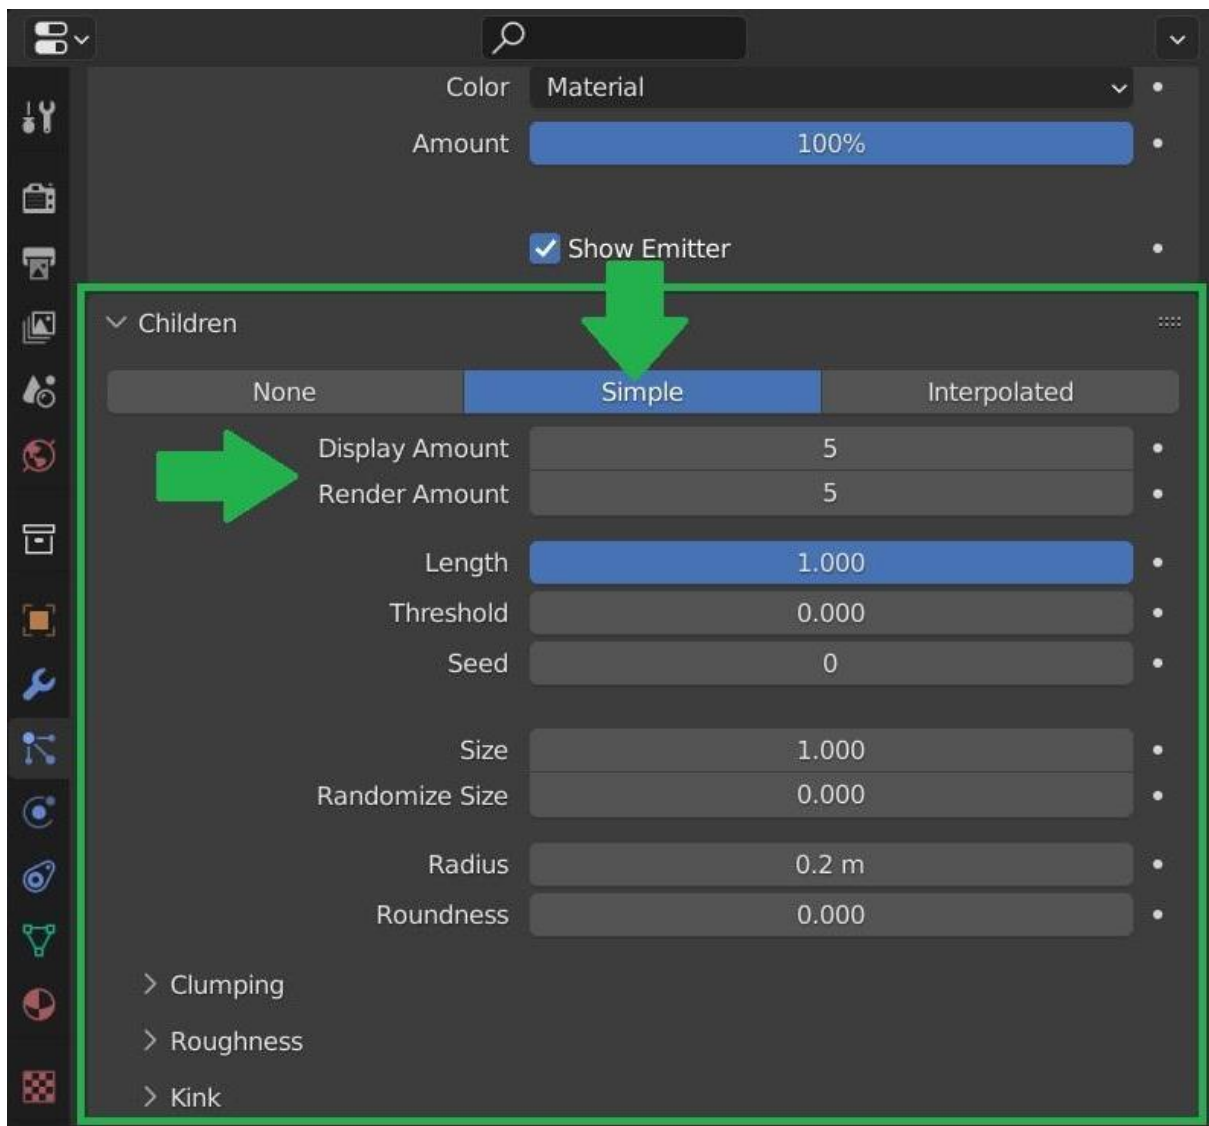 Color Material
Amount 100%
Show Emitter
Children
None Simple Interpolated
Display Amount 5
Render Amount 5
Length 1.000
Threshold 0.000
Seed 0
Size 1.000
Randomize Size 0.000
Radius 0.2 m
Roundness 0.000
Clumping
Roughness
Kink